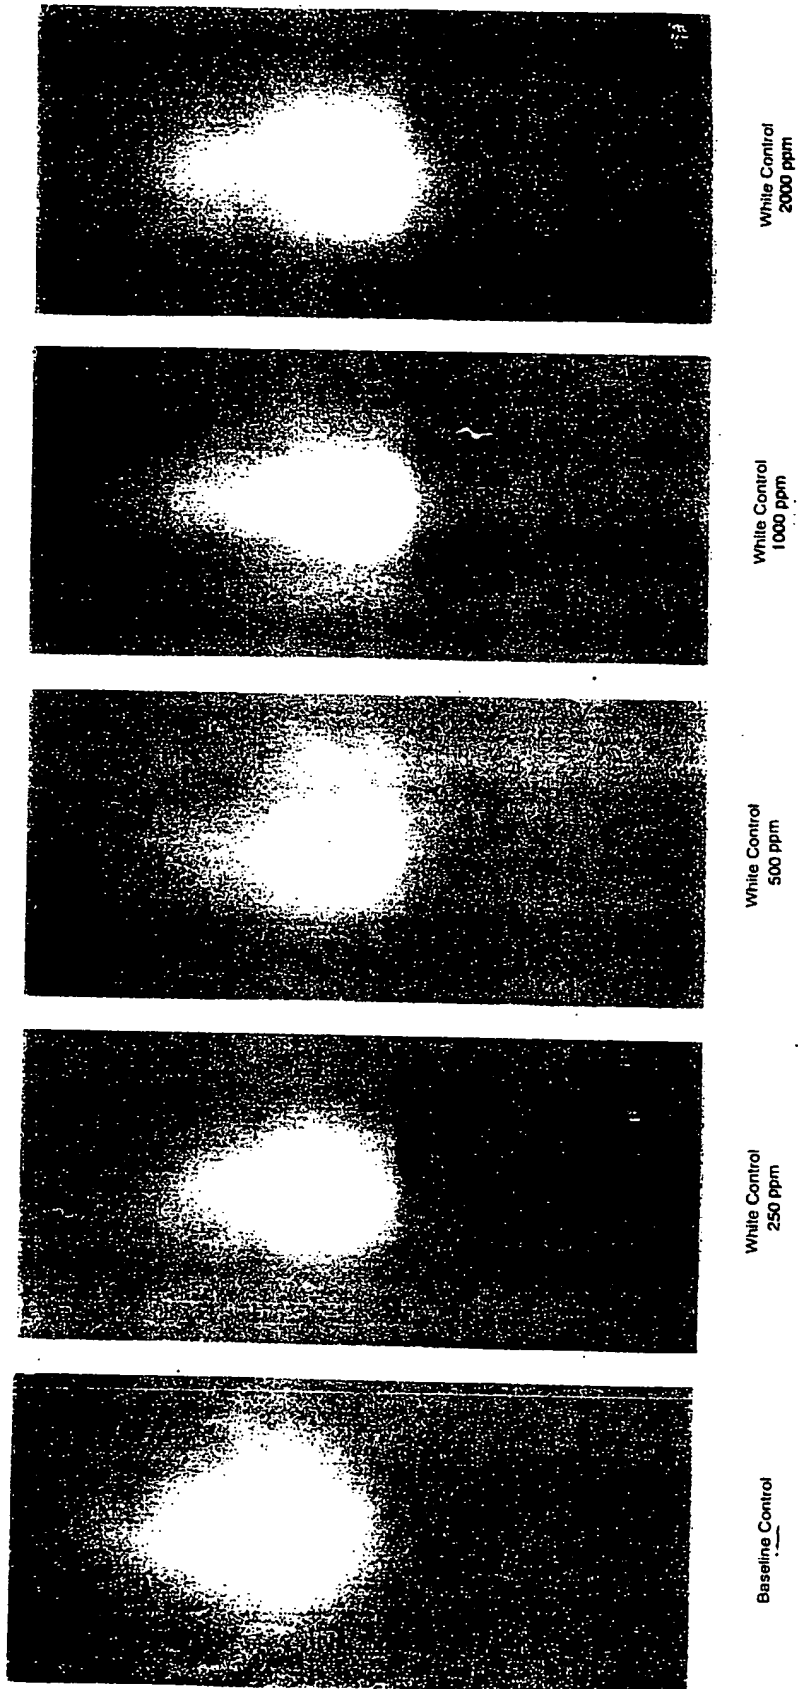 White Control
2000 ppm
White Control
1000 ppm
White Control
500 ppm
White Control
250 ppm
Baseline Control